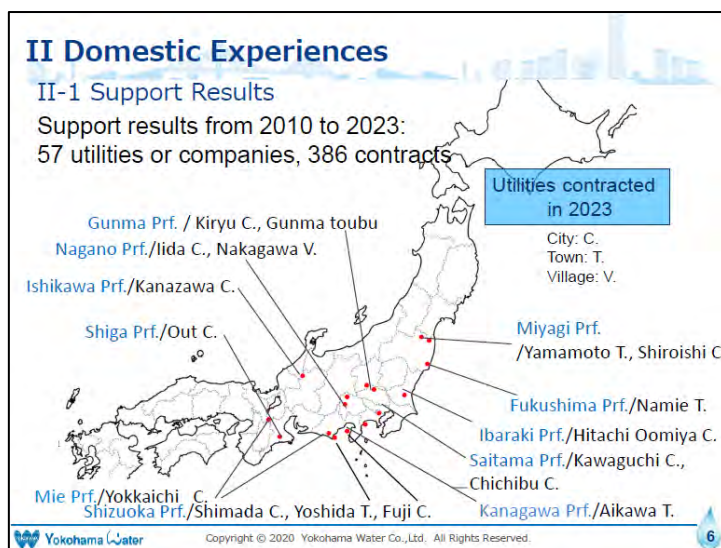 II Domestic Experiences
II-1 Support Results
Support results from 2010 to 2023:
57 utilities or companies, 386 contracts
Utilities contracted
in 2023
City: C.
Town: T.
Village: V.
Gunma Prf. / Kiryu C., Gunma toubu
Nagano Prf./Iida C., Nakagawa V.
Ishikawa Prf./Kanazawa C.
Shiga Prf./Out C.
Miyagi Prf.
/Yamamoto T., Shiroishi C
Fukushima Prf./Namie T.
Ibaraki Prf./Hitachi Oomiya C.
Saitama Prf./Kawaguchi C.,
Chichibu C.
Kanagawa Prf./Aikawa T.
Mie Prf./Yokkaichi C.
Shizuoka Prf./Shimada C., Yoshida T., Fuji C.
Yokohama Water
Copyright © 2020 Yokohama Water Co.,Ltd. All Rights Reserved.
6